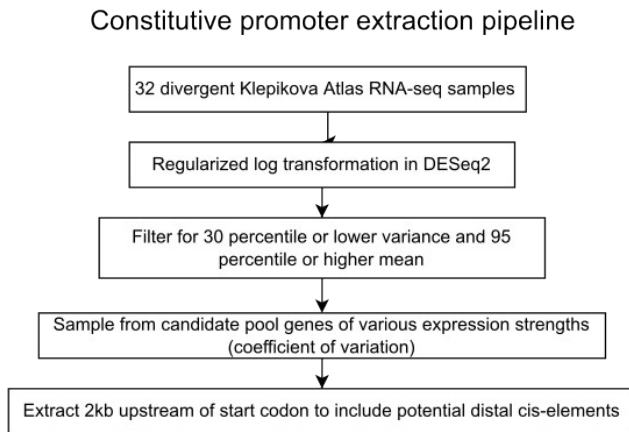 Constitutive promoter extraction pipeline
32 divergent Klepikova Atlas RNA-seq samples
Regularized log transformation in DESeq2
Filter for 30 percentile or lower variance and 95
percentile or higher mean
Sample from candidate pool genes of various expression strengths
(coefficient of variation)
Extract 2kb upstream of start codon to include potential distal cis-elements